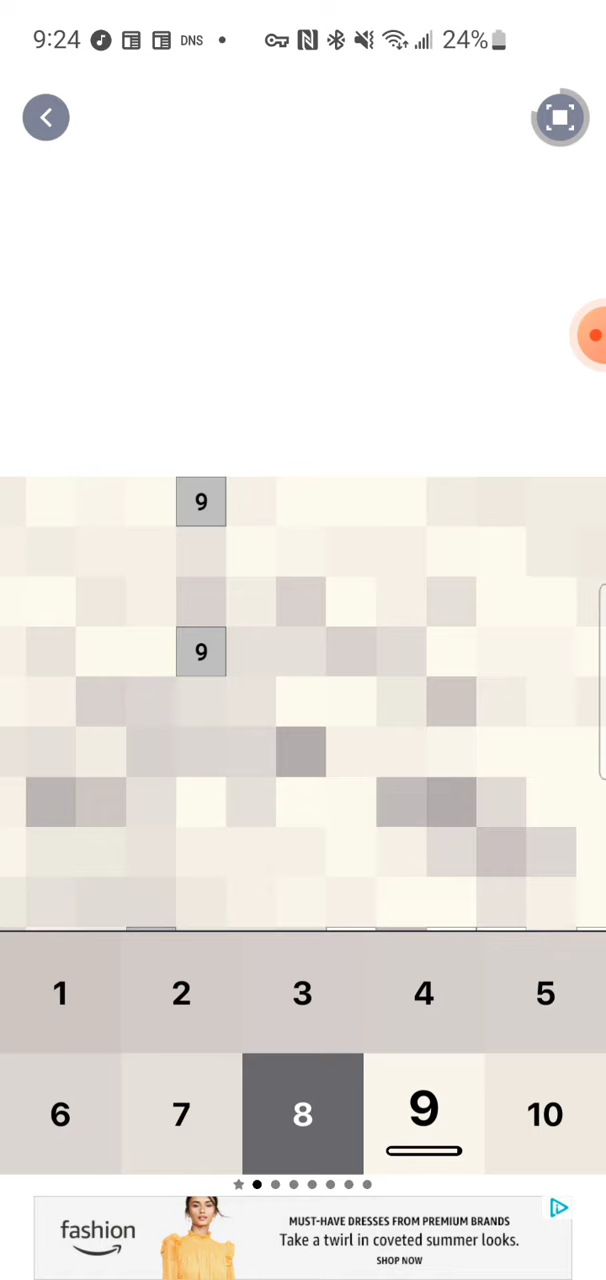 9:24 DNS 24%
9
9
1 2 3 4 5
6 7 8 9 10
fashion
MUST-HAVE DRESSES FROM PREMIUM BRANDS
Take a twirl in coveted summer looks.
SHOP NOW